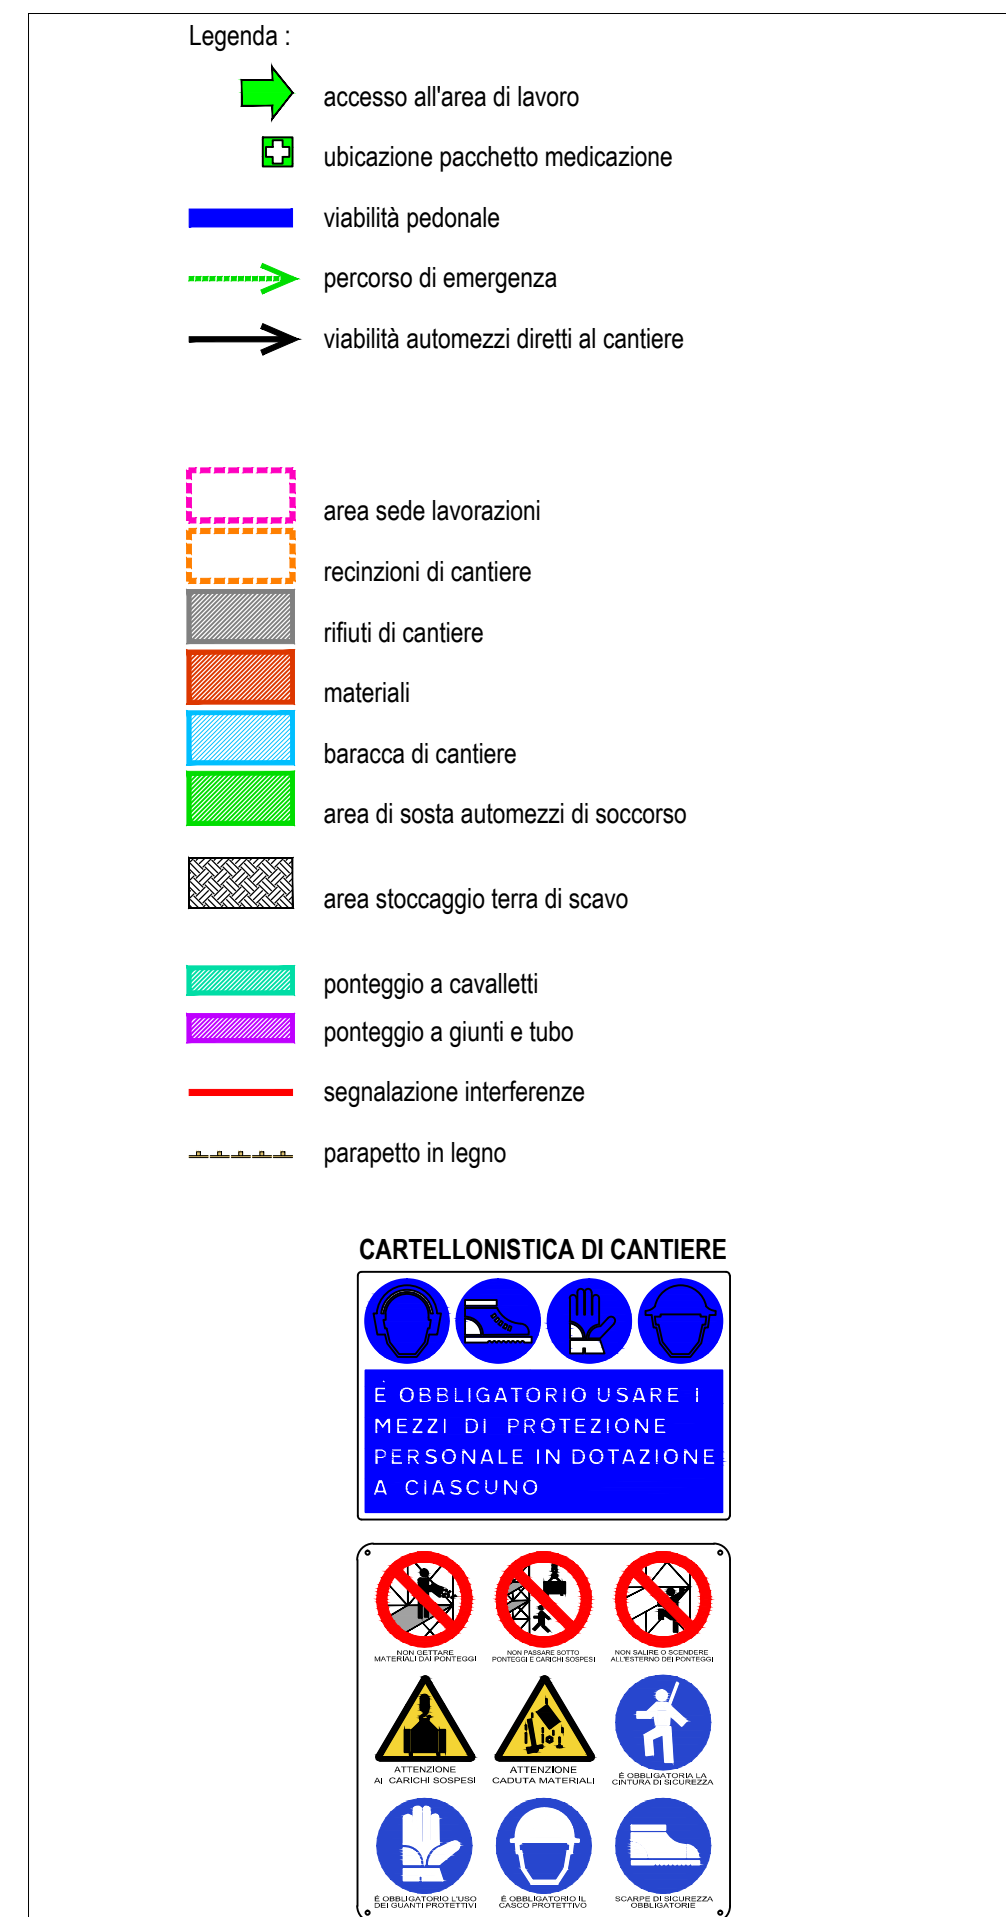 Legenda :
accesso all'area di lavoro
ubicazione pacchetto medicazione
viabilità pedonale
percorso di emergenza
viabilità automezzi diretti al cantiere
area sede lavorazioni
recinzioni di cantiere
rifiuti di cantiere
materiali
baracca di cantiere
area di sosta automezzi di soccorso
area stoccaggio terra di scavo
ponteggio a cavalletti
ponteggio a giunti e tubo
segnalazione interferenze
parapetto in legno
CARTELLONISTICA DI CANTIERE
È OBBLIGATORIO USARE I
MEZZI DI PROTEZIONE
PERSONALE IN DOTAZIONE
A CIASCUNO
NON GETTARE
MATERIALI DAI PONTEGGI
NON PASSARE SOTTO
PONTEGGI E CARICHI SOSPESI
NON SALIRE O SCENDERE
ALL'ESTERNO DEI PONTEGGI
ATTENZIONE
AI CARICHI SOSPESI
ATTENZIONE
CADUTA MATERIALI
È OBBLIGATORIA LA
CINTURA DI SICUREZZA
È OBBLIGATORIO L'USO
DEI GUANTI PROTETTIVI
È OBBLIGATORIO IL
CASCO PROTETTIVO
SCARPE DI SICUREZZA
OBBLIGATORIE